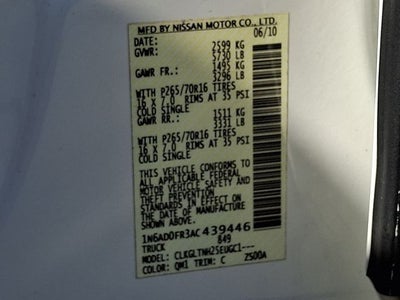 MFD BY NISSAN MOTOR CO., LTD.
DATE: 06/10
GVWR: 2599 KG
5730 LB
GAWR FR.: 1495 KG
3296 LB
WITH P265/70R16 TIRES
16 X 7.0 RIMS AT 35 PSI
COLD SINGLE
GAWR RR.: 1511 KG
3331 LB
WITH P265/70R16 TIRES
16 X 7.0 RIMS AT 35 PSI
COLD SINGLE
THIS VEHICLE CONFORMS TO
ALL APPLICABLE FEDERAL
MOTOR VEHICLE SAFETY AND
THEFT PREVENTION
STANDARDS IN EFFECT ON
THE DATE OF MANUFACTURE
SHOWN ABOVE.
1N6AD0FR3AC439446
TRUCK 849
MODEL: CLKGLTNH25EUGC1---
COLOR: QM1 TRIM: C Z500A